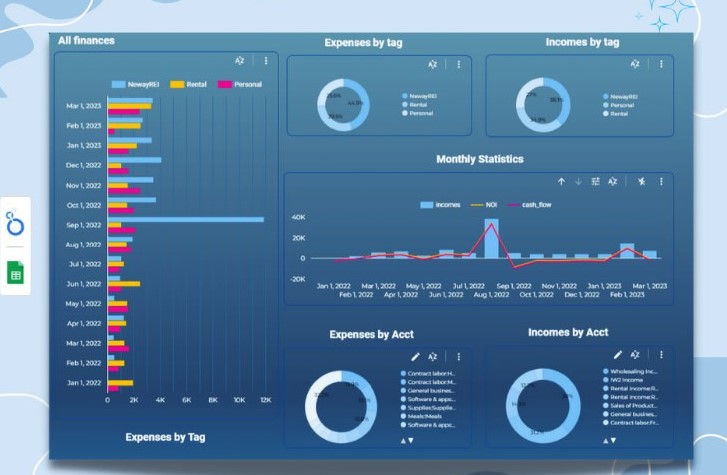 All finances
Expenses by tag
Incomes by tag
NewayREI
Rental
Personal
Mar 1, 2023
Feb 1, 2023
Jan 1, 2023
Dec 1, 2022
Nov 1, 2022
Oct 1, 2022
Sep 1, 2022
Aug 1, 2022
Jul 1, 2022
Jun 1, 2022
May 1, 2022
Apr 1, 2022
Mar 1, 2022
Feb 1, 2022
Jan 1, 2022
0 2K 4K 6K 8K 10K 12K
Expenses by Tag
44.9%
NewayREI
Rental
Personal
NewayREI
Personal
Rental
Monthly Statistics
incomes NOI cash_flow
40K
20K
0
-20K
Jan 1, 2022 Mar 1, 2022 May 1, 2022 Jul 1, 2022 Sep 1, 2022 Nov 1, 2022 Jan 1, 2023 Mar 1, 2023
Feb 1, 2022 Apr 1, 2022 Jun 1, 2022 Aug 1, 2022 Oct 1, 2022 Dec 1, 2022 Feb 1, 2023
Expenses by Acct
Contract labor:H...
Contract labor:M...
General busines...
Software & apps:...
Supplies:Supplie...
Meals:Meals
Software & apps:...
Incomes by Acct
Wholesaling Inc...
W2 Income
Rental Income:R...
Rental Income:R...
Sales of Product...
General busines...
Contract labor:Fr...